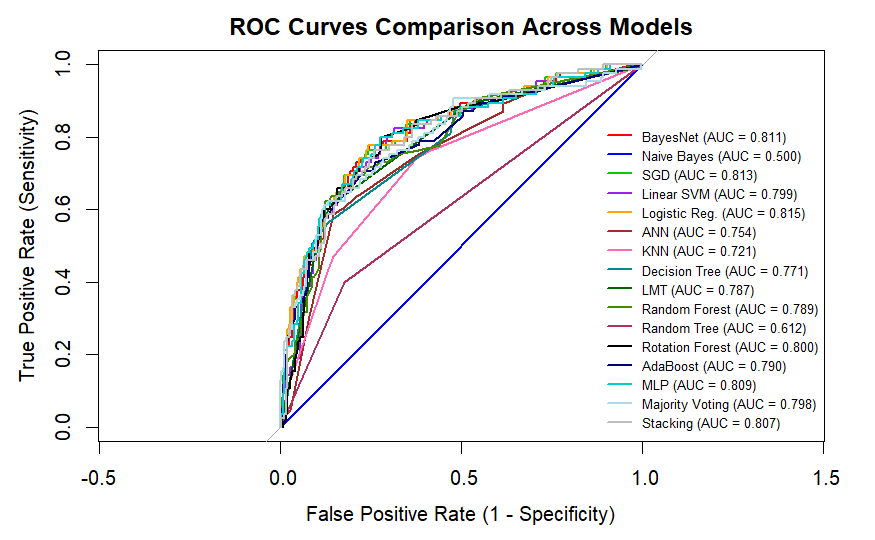 ROC Curves Comparison Across Models
True Positive Rate (Sensitivity)
1.0
0.8
0.6
0.4
0.2
0.0
BayesNet (AUC = 0.811)
Naive Bayes (AUC = 0.500)
SGD (AUC = 0.813)
Linear SVM (AUC = 0.799)
Logistic Reg. (AUC = 0.815)
ANN (AUC = 0.754)
KNN (AUC = 0.721)
Decision Tree (AUC = 0.771)
LMT (AUC = 0.787)
Random Forest (AUC = 0.789)
Random Tree (AUC = 0.612)
Rotation Forest (AUC = 0.800)
AdaBoost (AUC = 0.790)
MLP (AUC = 0.809)
Majority Voting (AUC = 0.798)
Stacking (AUC = 0.807)
-0.5 0.0 0.5 1.0 1.5
False Positive Rate (1 - Specificity)